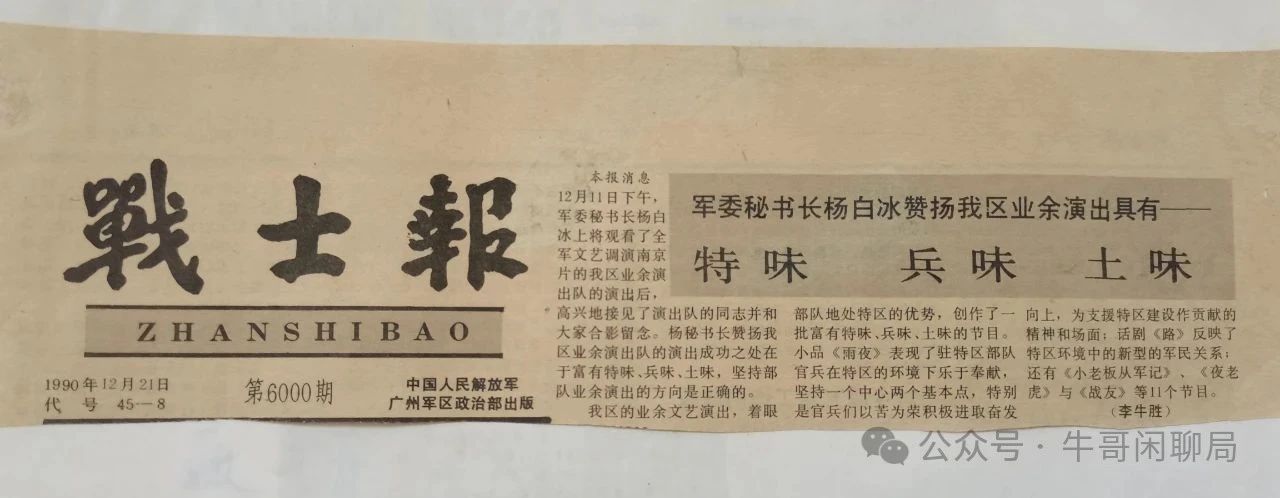 戰士報
ZHANSHIBAO
1990年12月21日
代号 45—8
第6000期
中国人民解放军
广州军区政治部出版
军委秘书长杨白冰赞扬我区业余演出具有——
特味 兵味 土味
本报消息
12月11日下午，
军委秘书长杨白
冰上将观看了全
军文艺调演南京
片的我区业余演
出队的演出后，
高兴地接见了演出队的同志并和
大家合影留念。杨秘书长赞扬我
区业余演出队的演出成功之处在
于富有特味、兵味、土味，坚持部
队业余演出的方向是正确的。
我区的业余文艺演出，着眼
部队地处特区的优势，创作了一
批富有特味、兵味、土味的节目。
小品《雨夜》表现了驻特区部队
官兵在特区的环境下乐于奉献，
坚持一个中心两个基本点，特别
是官兵们以苦为荣积极进取奋发
向上，为支援特区建设作贡献的
精神和场面；话剧《路》反映了
特区环境中的新型的军民关系；
还有《小老板从军记》、《夜老
虎》与《战友》等11个节目。
（李牛胜）
公众号·牛哥闲聊局